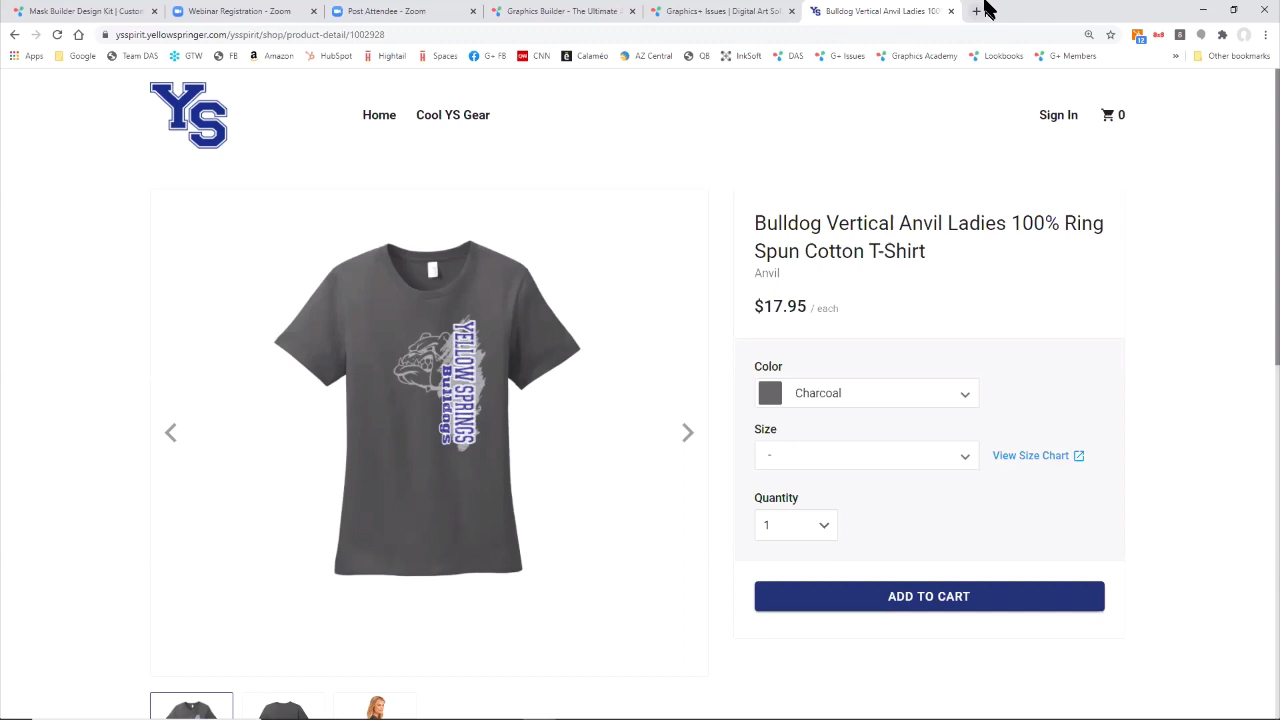 Mask Builder Design Kit | Custom
Webinar Registration - Zoom
Post Attendee - Zoom
Graphics Builder - The Ultimate
Graphics+ Issues | Digital Art Sol
Bulldog Vertical Anvil Ladies 100%
ysspirit.yellowspringer.com/ysspirit/shop/product-detail/1002928
12
Apps
Google
Team DAS
GTW
FB
Amazon
HubSpot
Hightail
Spaces
G+ FB
CNN
Calaméo
AZ Central
QB
InkSoft
DAS
G+ Issues
Graphics Academy
Lookbooks
G+ Members
»
Other bookmarks
YS
Home
Cool YS Gear
Sign In
0
Bulldog Vertical Anvil Ladies 100% Ring
Spun Cotton T-Shirt
Anvil
$17.95 / each
YELLOW SPRINGS
Bulldogs
Color
Charcoal
Size
-
View Size Chart
Quantity
1
ADD TO CART